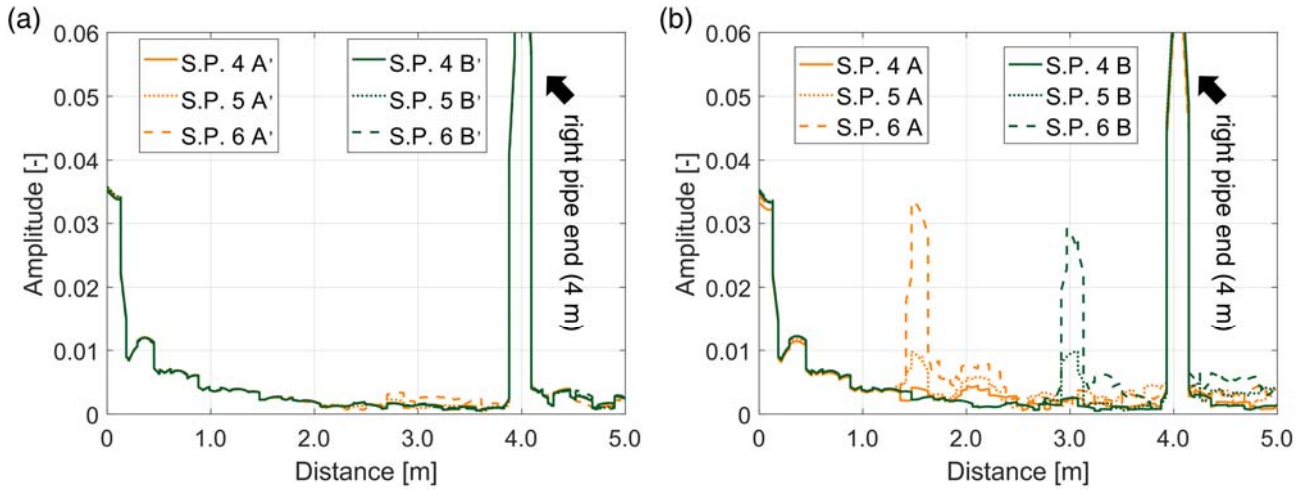 (a)
0.06
0.05
0.04
0.03
0.02
0.01
0
Amplitude [-]
S.P. 4 A'
S.P. 5 A'
S.P. 6 A'
S.P. 4 B'
S.P. 5 B'
S.P. 6 B'
right pipe end (4 m)
0 1.0 2.0 3.0 4.0 5.0
Distance [m]
(b)
0.06
0.05
0.04
0.03
0.02
0.01
0
Amplitude [-]
S.P. 4 A
S.P. 5 A
S.P. 6 A
S.P. 4 B
S.P. 5 B
S.P. 6 B
right pipe end (4 m)
0 1.0 2.0 3.0 4.0 5.0
Distance [m]